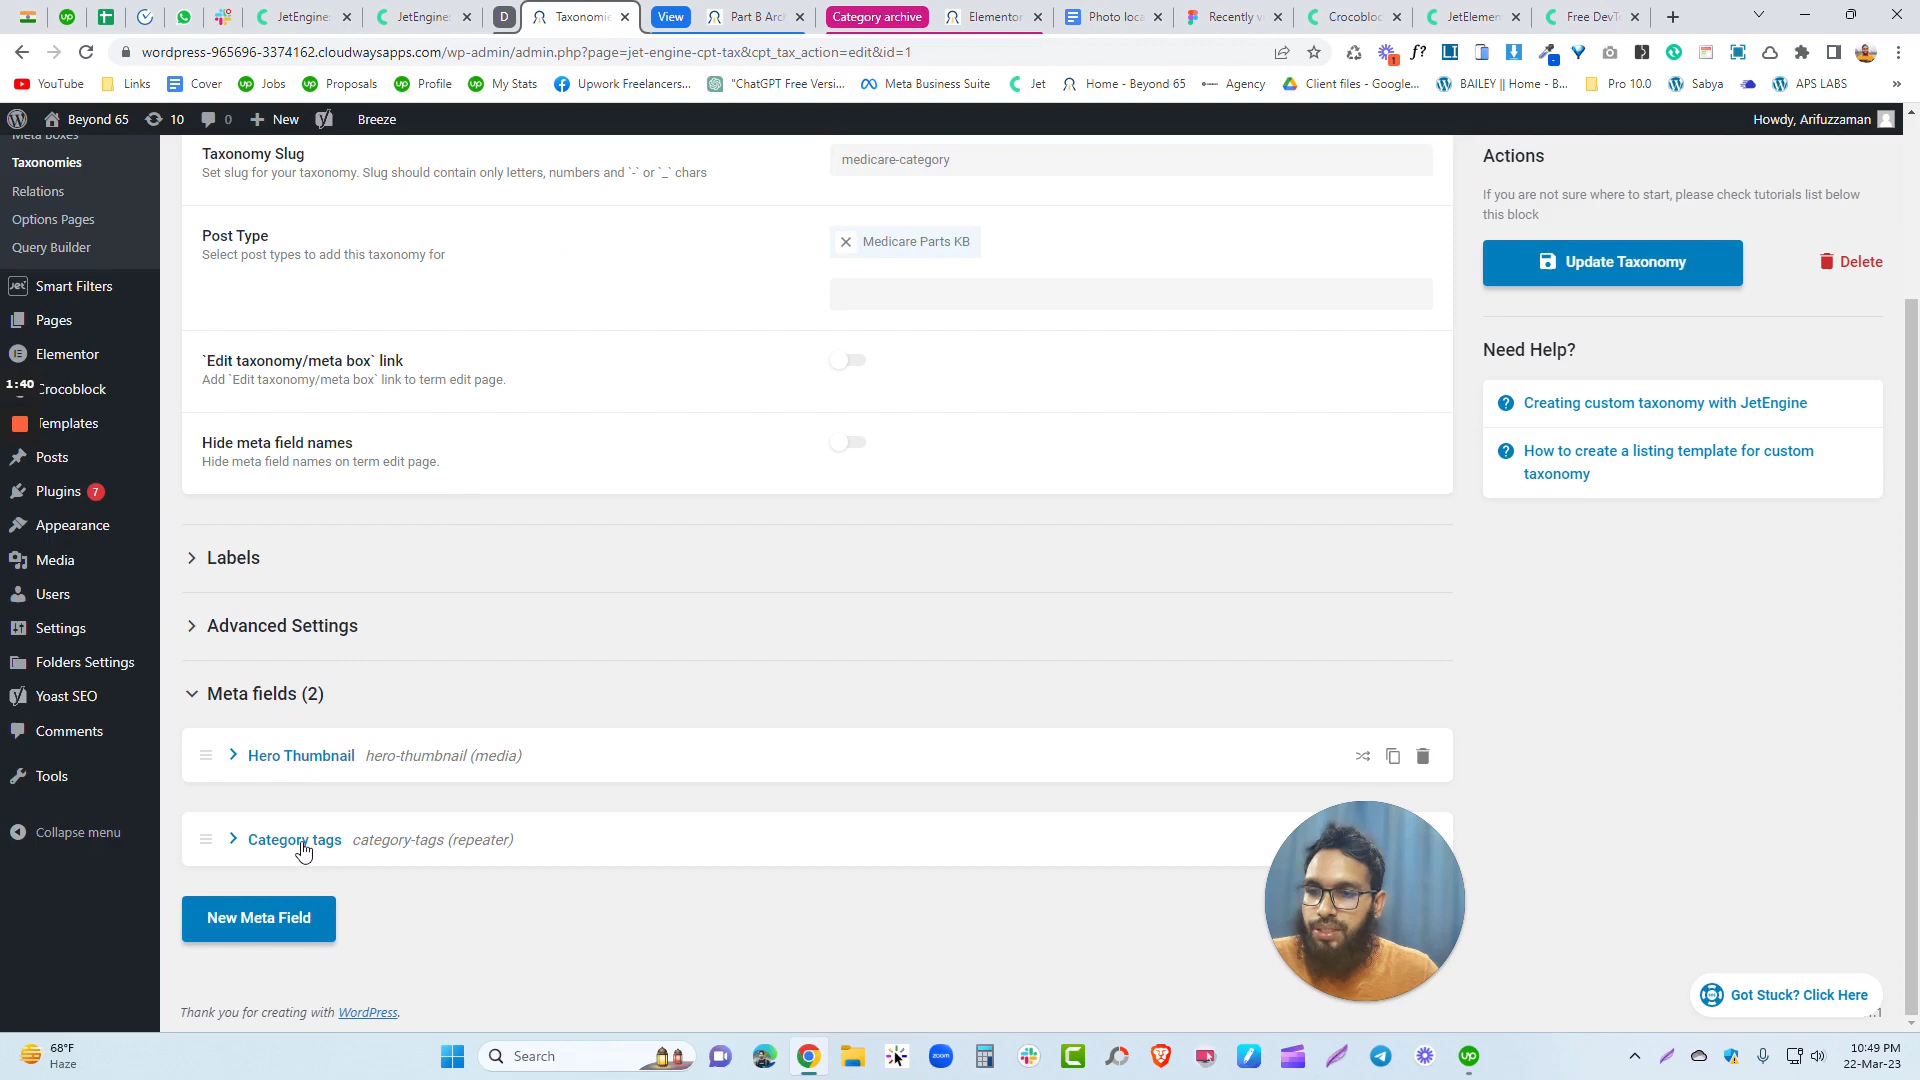 JetEngine:
JetEngine:
D
Taxonomie
View
Part B Arc
Category archive
Elementor
Photo loca
Recently v
Crocobloc
JetElemen
Free DevTo
wordpress-965696-3374162.cloudwaysapps.com/wp-admin/admin.php?page=jet-engine-cpt-tax&cpt_tax_action=edit&id=1
YouTube
Links
Cover
Jobs
Proposals
Profile
My Stats
Upwork Freelancers...
"ChatGPT Free Versi...
Meta Business Suite
Jet
Home - Beyond 65
Agency
Client files - Google...
BAILEY || Home - B...
Pro 10.0
Sabya
APS LABS
Beyond 65
10
0
New
Breeze
Howdy, Arifuzzaman
Meta Boxes
Taxonomies
Relations
Options Pages
Query Builder
Smart Filters
Pages
Elementor
1:40
Crocoblock
Templates
Posts
Plugins 7
Appearance
Media
Users
Settings
Folders Settings
Yoast SEO
Comments
Tools
Collapse menu
Taxonomy Slug
Set slug for your taxonomy. Slug should contain only letters, numbers and `-` or `_` chars
medicare-category
Post Type
Select post types to add this taxonomy for
Medicare Parts KB
`Edit taxonomy/meta box` link
Add `Edit taxonomy/meta box` link to term edit page.
Hide meta field names
Hide meta field names on term edit page.
Labels
Advanced Settings
Meta fields (2)
Hero Thumbnail hero-thumbnail (media)
Category tags category-tags (repeater)
New Meta Field
Thank you for creating with WordPress.
Actions
If you are not sure where to start, please check tutorials list below
this block
Update Taxonomy
Delete
Need Help?
Creating custom taxonomy with JetEngine
How to create a listing template for custom
taxonomy
Got Stuck? Click Here
68°F
Haze
Search
zoom
10:49 PM
22-Mar-23